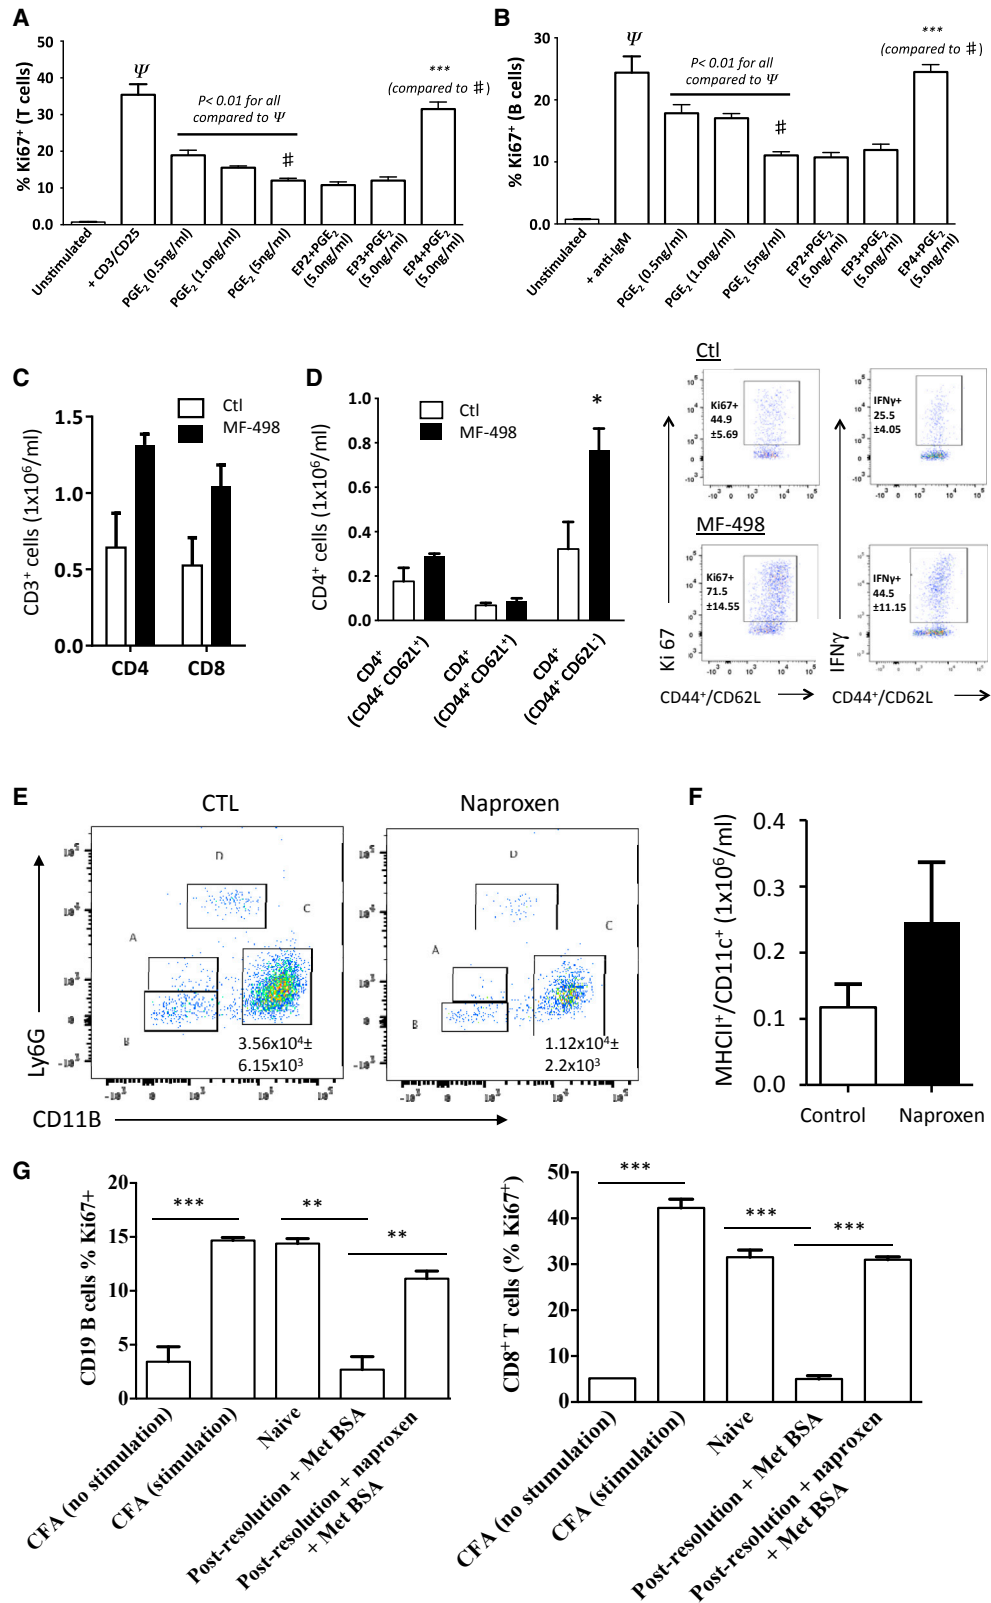 A
% Ki67⁺ (T cells)
50
40
30
20
10
0.0
Ψ
P< 0.01 for all
compared to Ψ
#
***
(compared to #)
Unstimulated
+ CD3/CD25
PGE₂ (0.5ng/ml)
PGE₂ (1.0ng/ml)
PGE₂ (5ng/ml)
EP2+PGE₂
(5.0ng/ml)
EP3+PGE₂
(5.0ng/ml)
EP4+PGE₂
(5.0ng/ml)
B
% Ki67⁺ (B cells)
30
20
10
0.0
Ψ
P< 0.01 for all
compared to Ψ
#
***
(compared to #)
Unstimulated
+ anti-IgM
PGE₂ (0.5ng/ml)
PGE₂ (1.0ng/ml)
PGE₂ (5ng/ml)
EP2+PGE₂
(5.0ng/ml)
EP3+PGE₂
(5.0ng/ml)
EP4+PGE₂
(5.0ng/ml)
C
CD3⁺ cells (1x10⁶/ml)
1.5
1.0
0.5
0.0
Ctl
MF-498
CD4
CD8
D
CD4⁺ cells (1x10⁶/ml)
1.0
0.8
0.6
0.4
0.2
0
Ctl
MF-498
*
CD4⁺
(CD44⁻ CD62L⁺)
CD4⁺
(CD44⁺ CD62L⁺)
CD4⁺
(CD44⁺ CD62L⁻)
Ctl
Ki67+
44.9
±5.69
IFNγ+
25.5
±4.05
MF-498
Ki67+
71.5
±14.55
IFNγ+
44.5
±11.15
Ki 67
IFNγ
CD44⁺/CD62L
CD44⁺/CD62L
E
CTL
Naproxen
Ly6G
CD11B
D
C
A
B
3.56x10⁴±
6.15x10³
D
C
A
B
1.12x10⁴±
2.2x10³
F
MHCII⁺/CD11c⁺ (1x10⁶/ml)
0.4
0.3
0.2
0.1
0.0
Control
Naproxen
G
CD19 B cells % Ki67+
20
15
10
5
0
***
**
**
CFA (no stimulation)
CFA (stimulation)
Naive
Post-resolution + Met BSA
Post-resolution + naproxen
+ Met BSA
CD8⁺ T cells (% Ki67⁺)
50
40
30
20
10
0
***
***
***
CFA (no stumulation)
CFA (stimulation)
Naive
Post-resolution + Met BSA
Post-resolution + naproxen
+ Met BSA